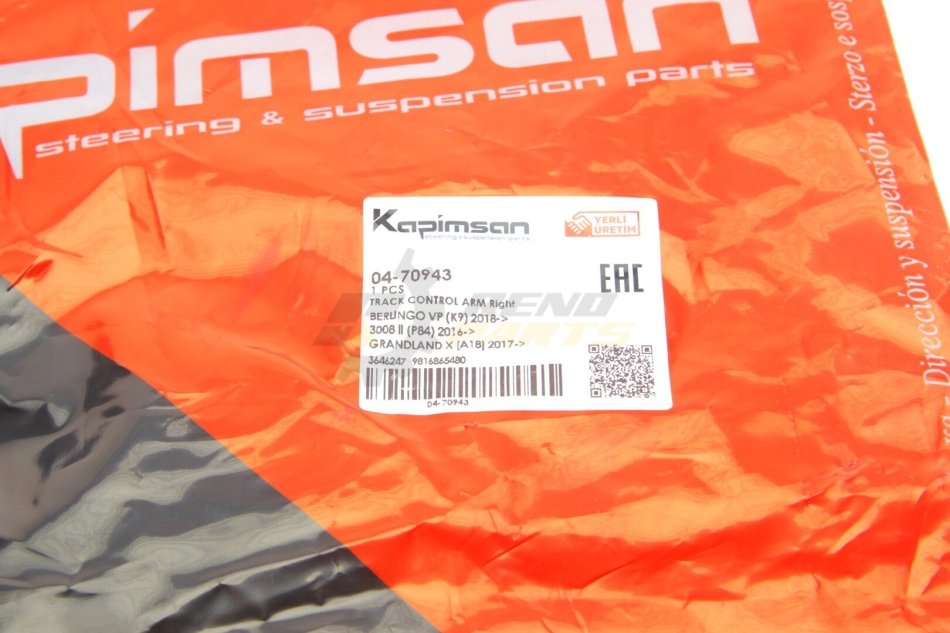 pimsan
steering & suspension parts
Dirección y suspensión - Sterzo e sos
Kapimsan
steering & suspension parts
YERLİ
ÜRETİM
04-70943
1 PCS
TRACK CONTROL ARM Right
BERLINGO VP (K9) 2018->
3008 II (P84) 2016->
GRANDLAND X [A18] 2017->
3646247 9816865480
04-70943
EAC
PARTS